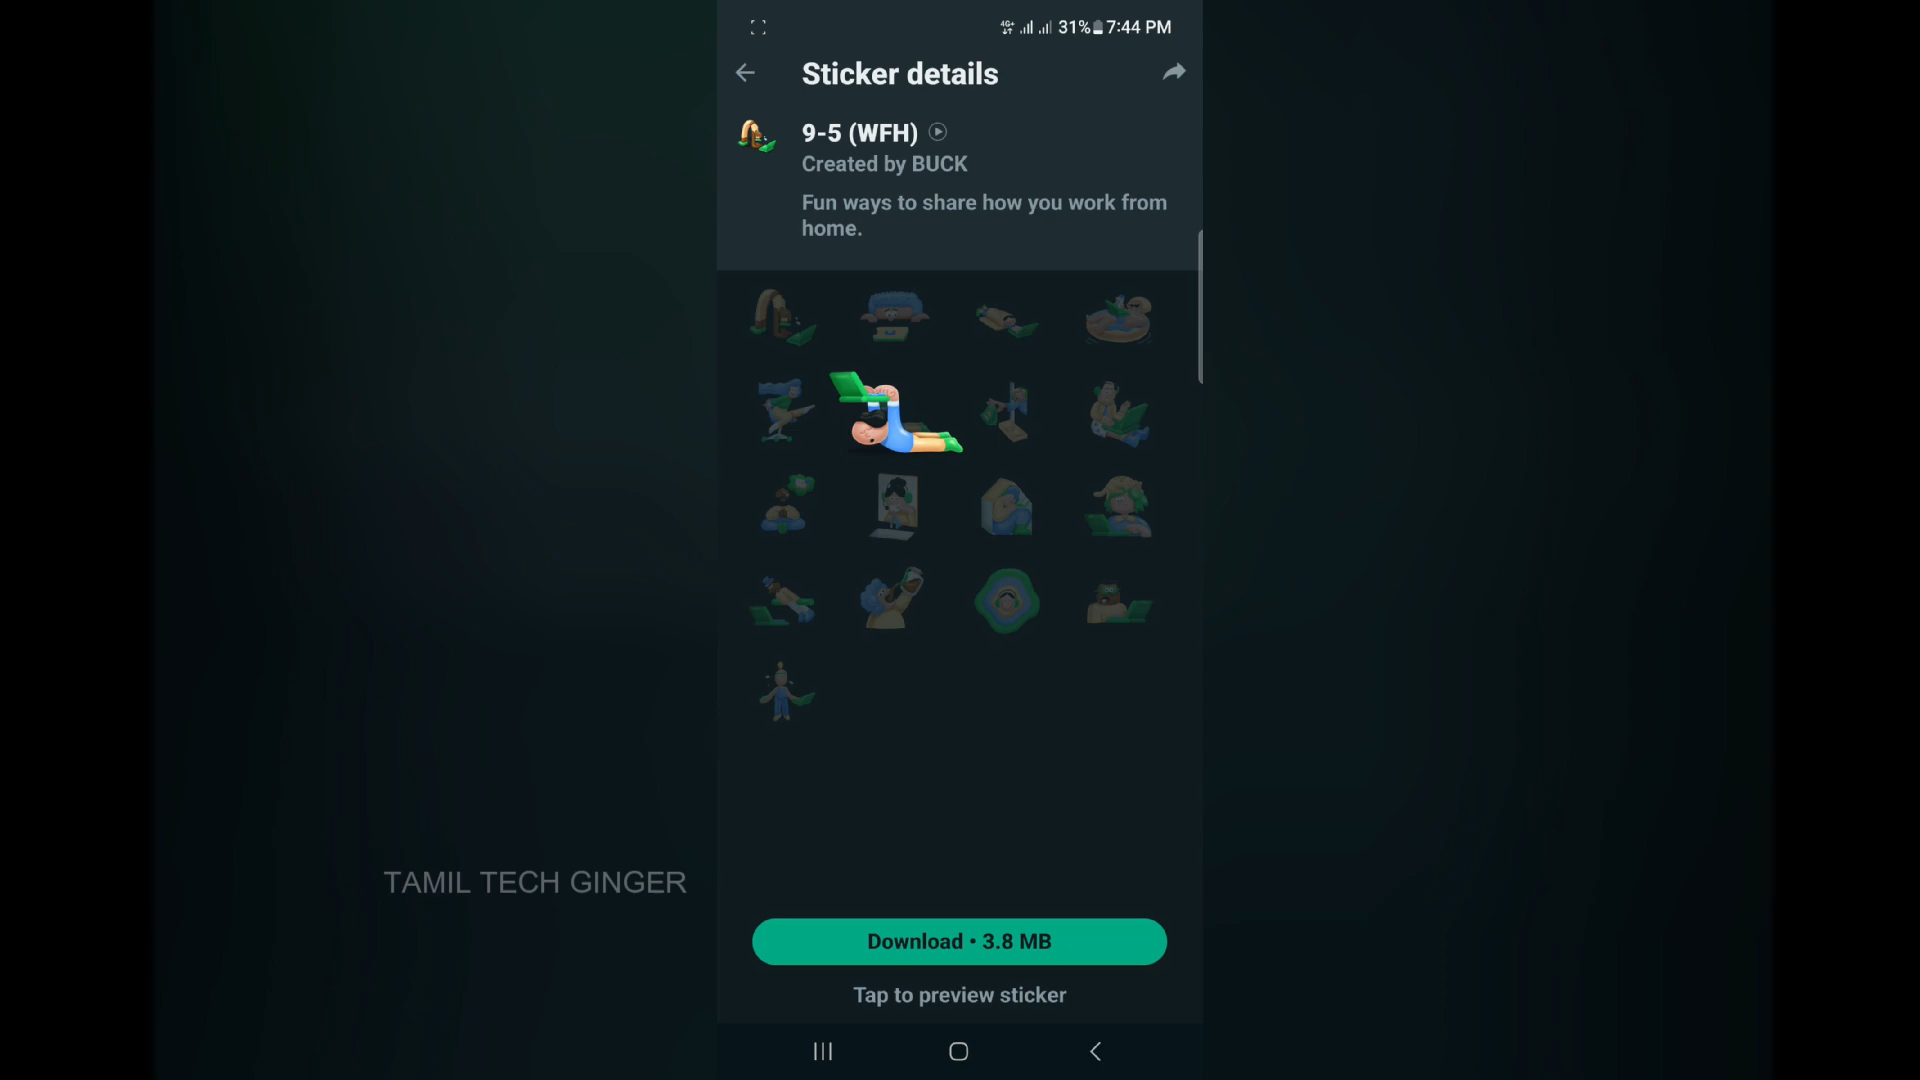 4G+ 31% 7:44 PM
Sticker details
9-5 (WFH)
Created by BUCK
Fun ways to share how you work from
home.
TAMIL TECH GINGER
Download • 3.8 MB
Tap to preview sticker